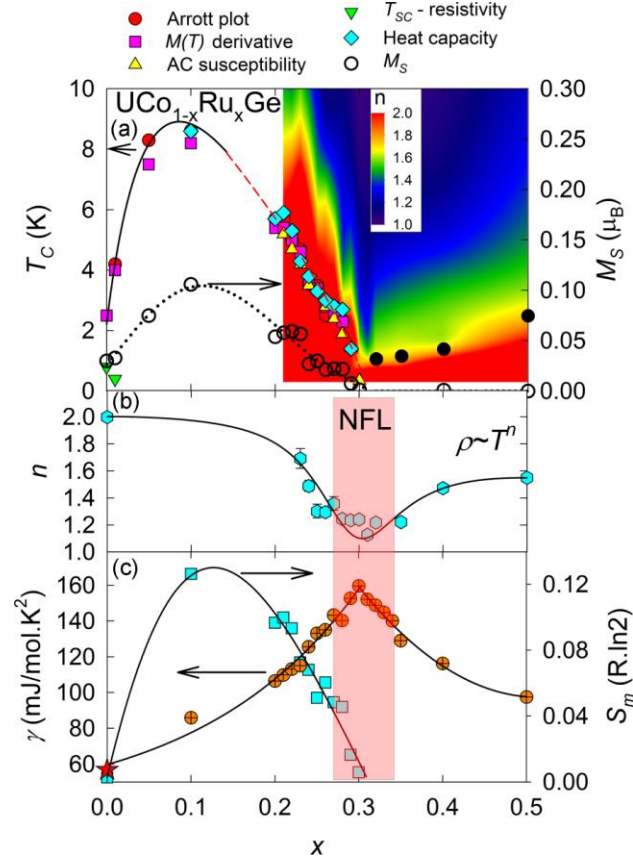 Arrott plot
M(T) derivative
AC susceptibility
T_SC - resistivity
Heat capacity
M_S
UCo₁₋ₓRuₓGe
(a)
n
2.0
1.8
1.6
1.4
1.2
1.0
10
8
6
4
2
0
T_C (K)
0.30
0.25
0.20
0.15
0.10
0.05
0.00
M_S (μ_B)
(b)
NFL
ρ~Tⁿ
2.0
1.8
1.6
1.4
1.2
1.0
n
(c)
160
140
120
100
80
60
γ (mJ/mol.K²)
0.12
0.08
0.04
0.00
S_m (R.ln2)
0.0 0.1 0.2 0.3 0.4 0.5
x